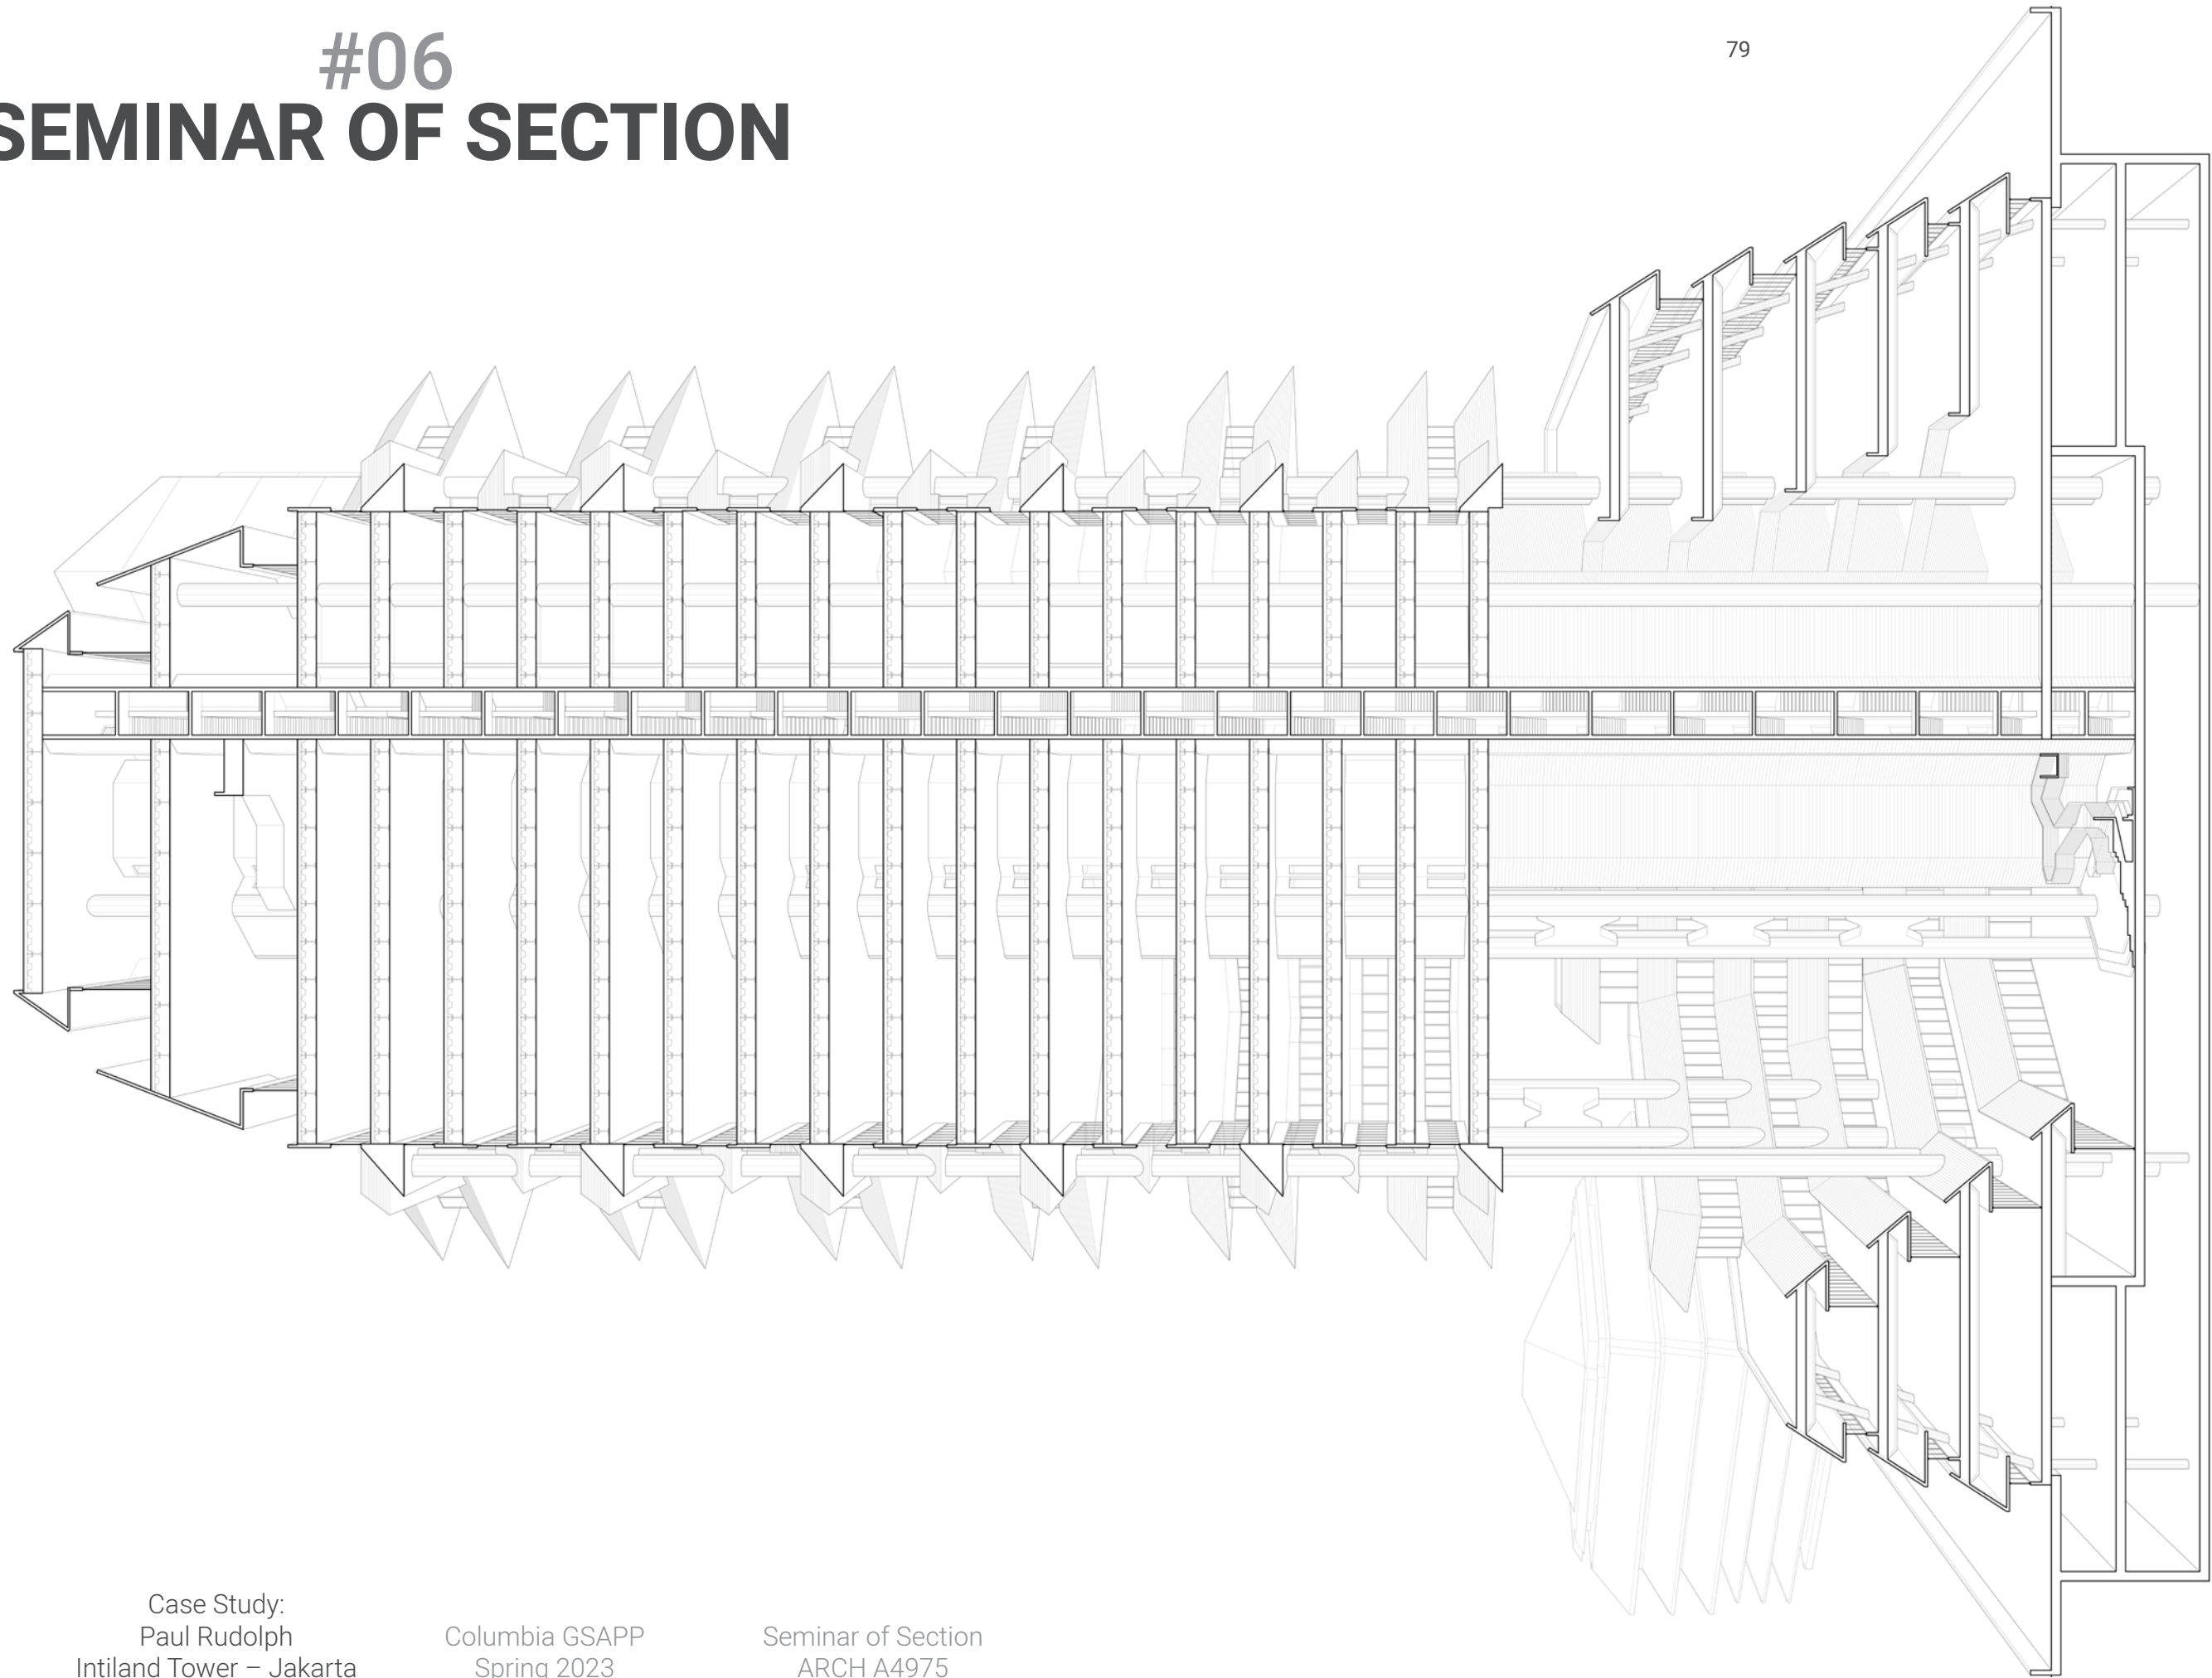 #06
SEMINAR OF SECTION
79
Case Study:
Paul Rudolph
Intiland Tower – Jakarta
Columbia GSAPP
Spring 2023
Seminar of Section
ARCH A4975